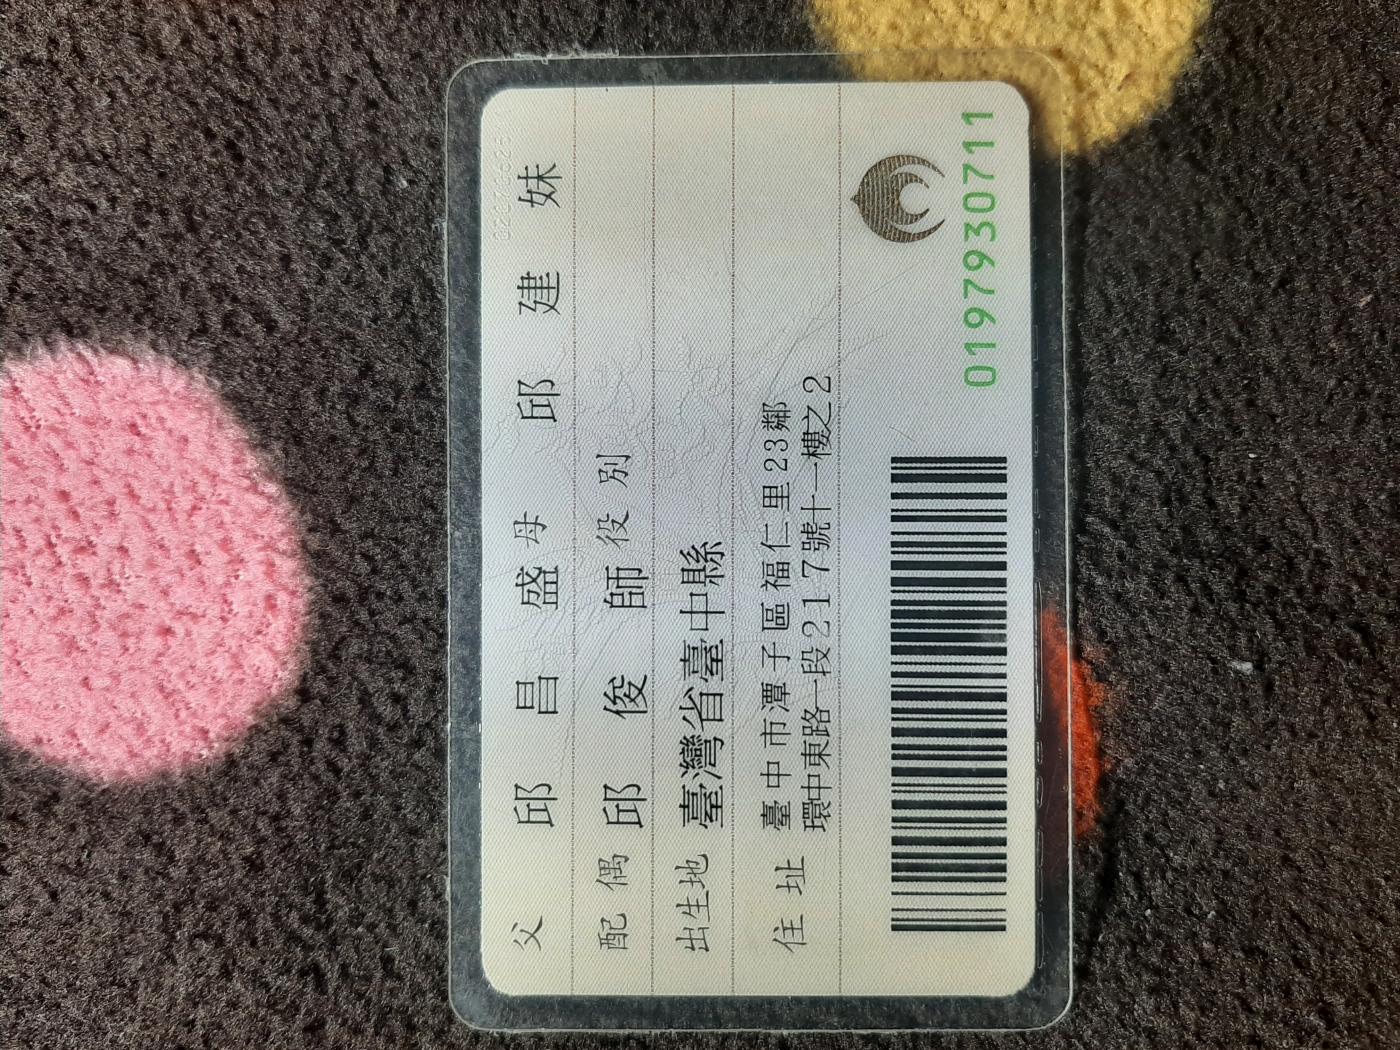 父 邱昌盛 母 邱建妹
配偶 邱俊師 役別
出生地 臺灣省臺中縣
住址 臺中市潭子區福仁里23鄰
環中東路一段217號十一樓之2
0197930711